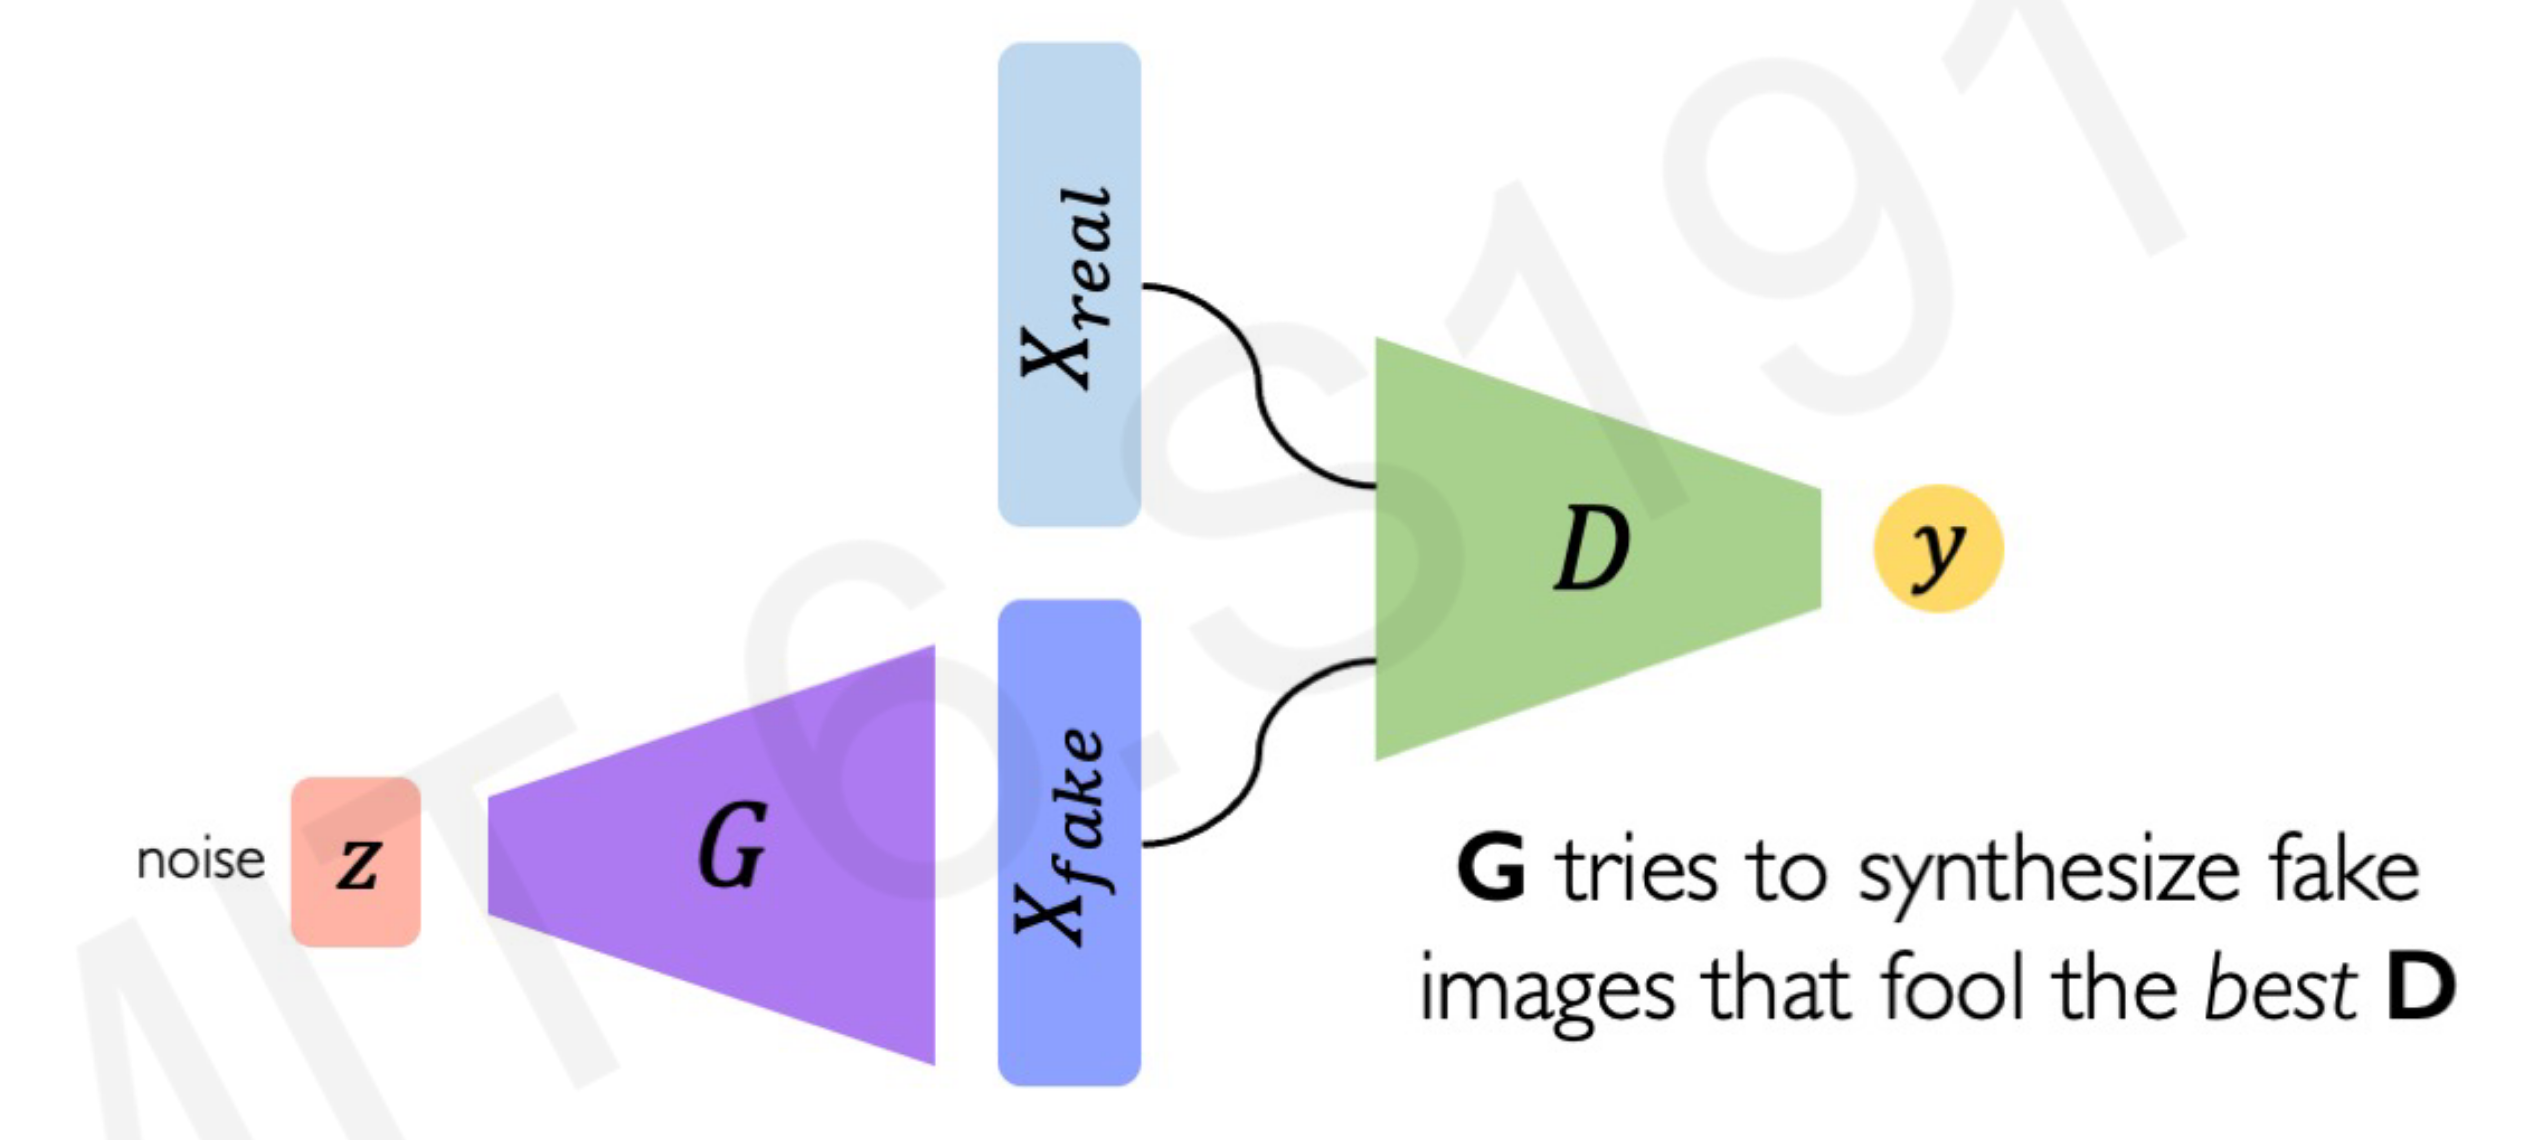 X_real
D
y
noise z
G
X_fake
G tries to synthesize fake
images that fool the best D
MIT 6.S191